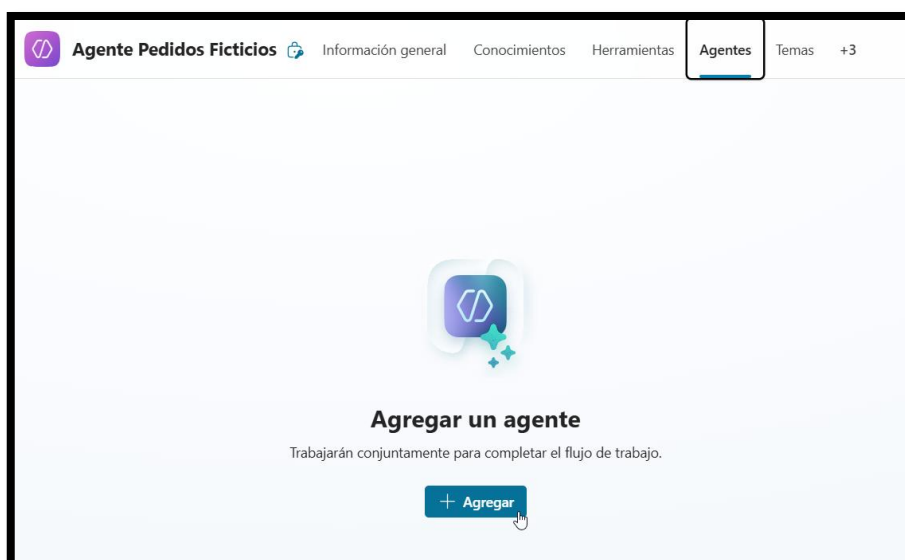 Agente Pedidos Ficticios Información general Conocimientos Herramientas Agentes Temas +3
Agregar un agente
Trabajarán conjuntamente para completar el flujo de trabajo.
+ Agregar